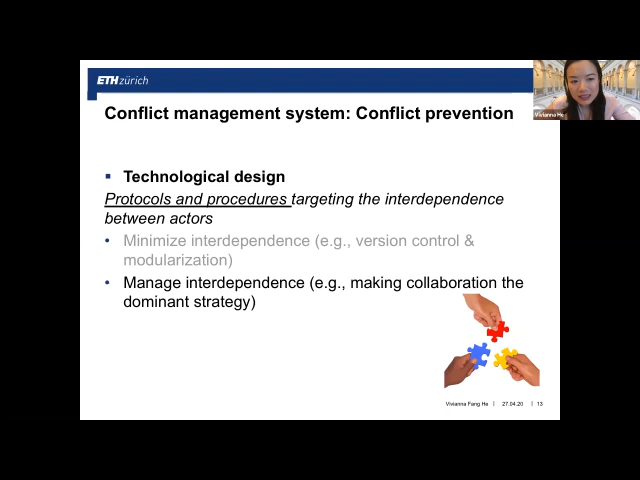 ETH zürich
Vivianna He
Conflict management system: Conflict prevention
Technological design
Protocols and procedures targeting the interdependence
between actors
Minimize interdependence (e.g., version control &
modularization)
Manage interdependence (e.g., making collaboration the
dominant strategy)
Vivianna Fang He | 27.04.20 | 13